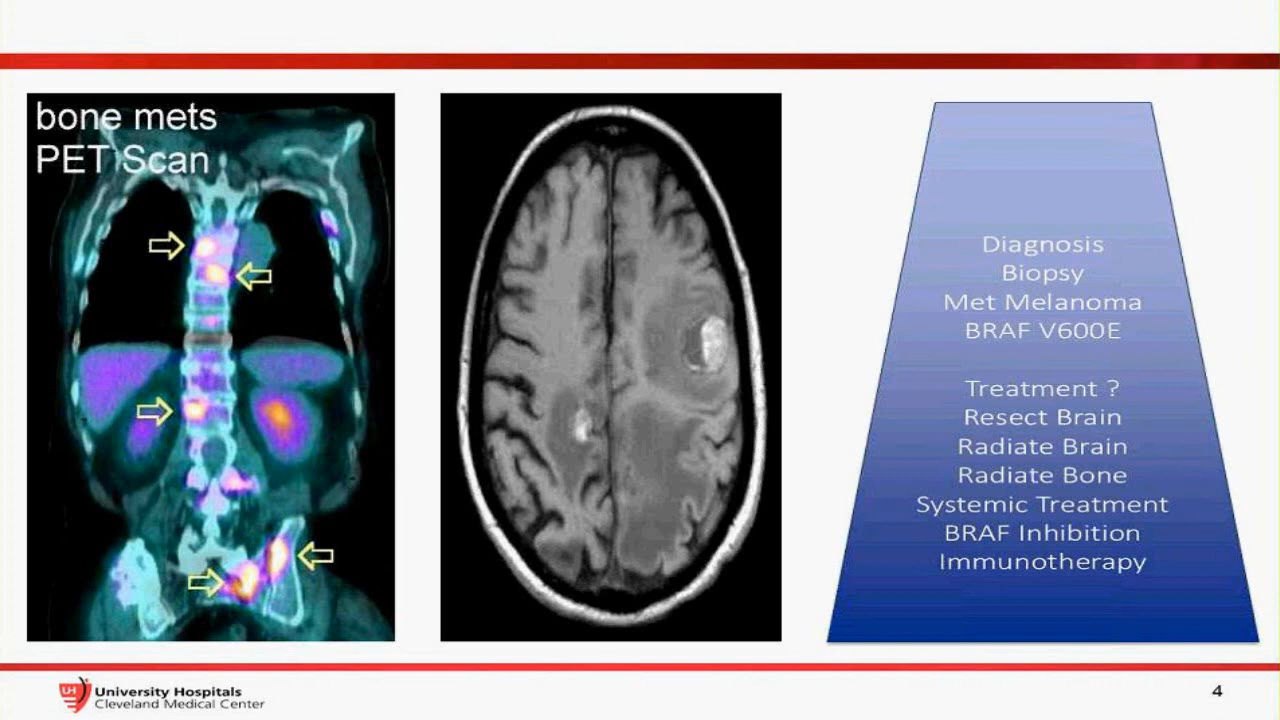 bone mets
PET Scan
Diagnosis
Biopsy
Met Melanoma
BRAF V600E
Treatment ?
Resect Brain
Radiate Brain
Radiate Bone
Systemic Treatment
BRAF Inhibition
Immunotherapy
UH
University Hospitals
Cleveland Medical Center
4